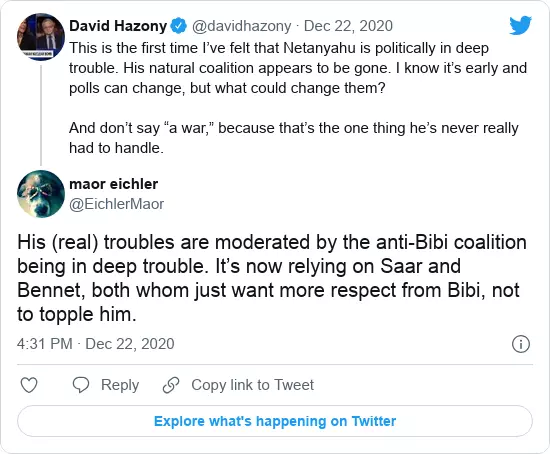 David Hazony @davidhazony · Dec 22, 2020
This is the first time I’ve felt that Netanyahu is politically in deep
trouble. His natural coalition appears to be gone. I know it’s early and
polls can change, but what could change them?
And don’t say “a war,” because that’s the one thing he’s never really
had to handle.
maor eichler
@EichlerMaor
His (real) troubles are moderated by the anti-Bibi coalition
being in deep trouble. It’s now relying on Saar and
Bennet, both whom just want more respect from Bibi, not
to topple him.
4:31 PM · Dec 22, 2020
Reply
Copy link to Tweet
Explore what's happening on Twitter